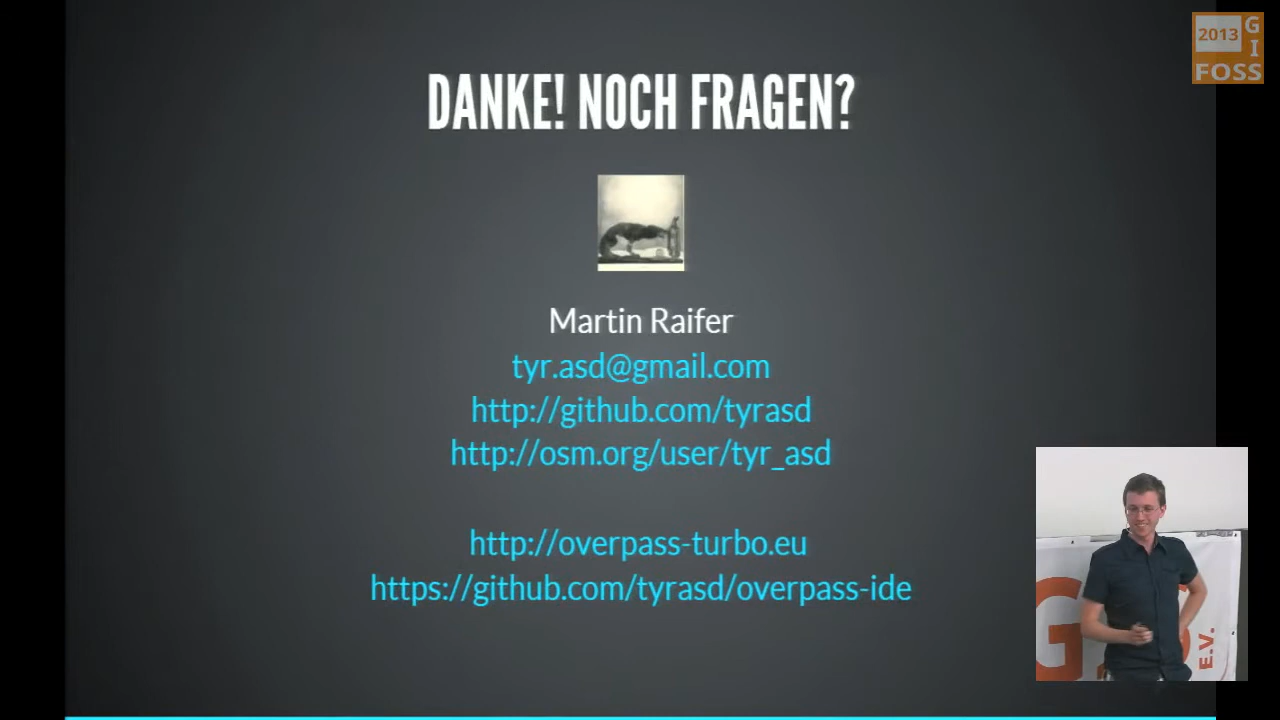 2013
G
I
FOSS
DANKE! NOCH FRAGEN?
Martin Raifer
tyr.asd@gmail.com
http://github.com/tyrasd
http://osm.org/user/tyr_asd
http://overpass-turbo.eu
https://github.com/tyrasd/overpass-ide
E.V.